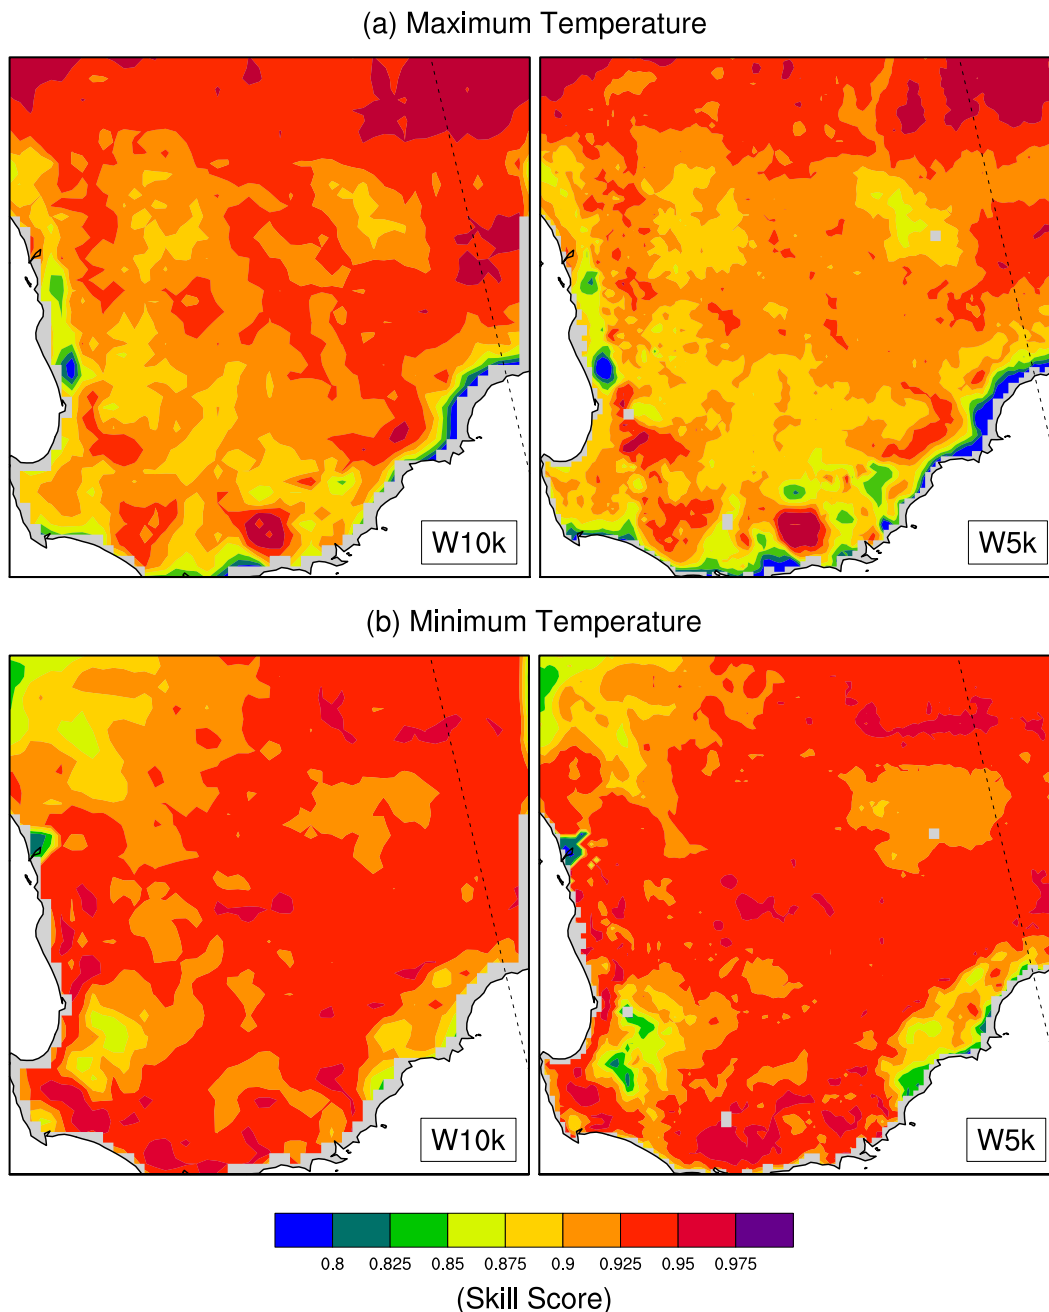 (a) Maximum Temperature
W10k
W5k
(b) Minimum Temperature
W10k
W5k
0.8 0.825 0.85 0.875 0.9 0.925 0.95 0.975
(Skill Score)